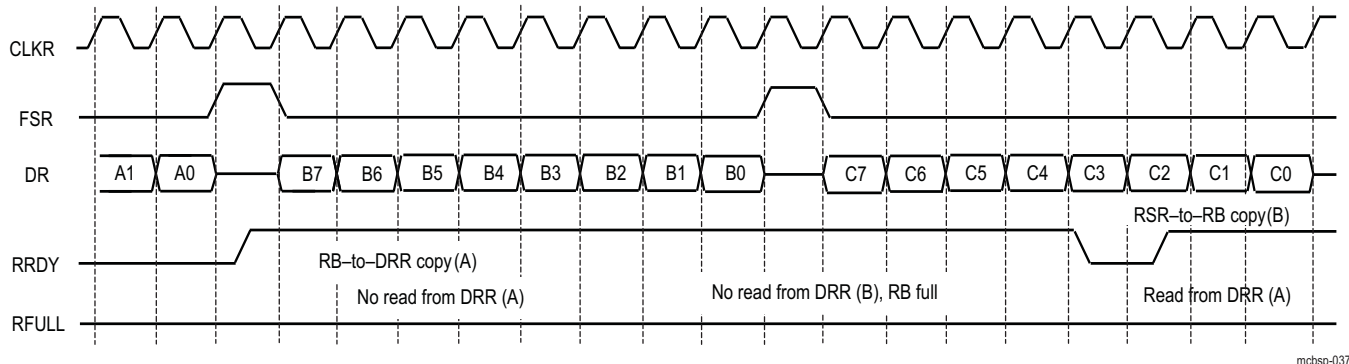 CLKR
FSR
DR A1 A0 B7 B6 B5 B4 B3 B2 B1 B0 C7 C6 C5 C4 C3 C2 C1 C0
RSR–to–RB copy(B)
RRDY RB–to–DRR copy(A)
No read from DRR (A) No read from DRR (B), RB full Read from DRR (A)
RFULL
mcbsp-037